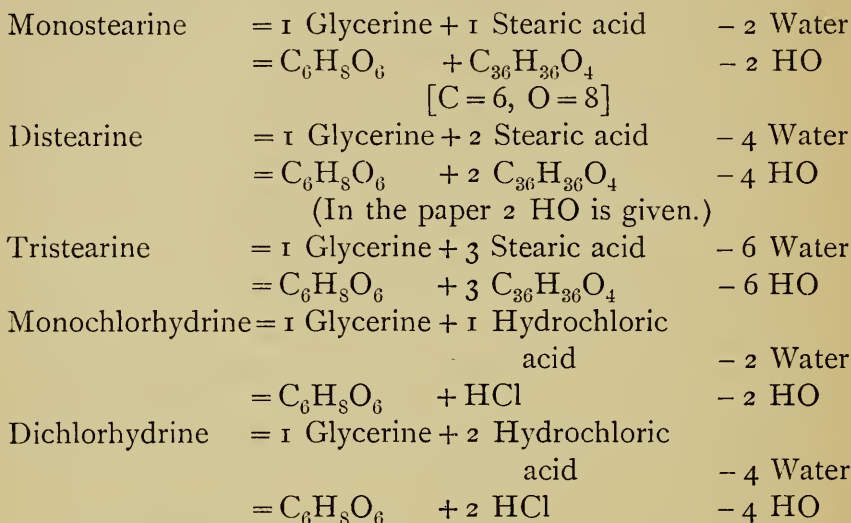 Monostearine = 1 Glycerine + 1 Stearic acid – 2 Water
= C₆H₈O₆ + C₃₆H₃₆O₄ – 2 HO
[C = 6, O = 8]
Distearine = 1 Glycerine + 2 Stearic acid – 4 Water
= C₆H₈O₆ + 2 C₃₆H₃₆O₄ – 4 HO
(In the paper 2 HO is given.)
Tristearine = 1 Glycerine + 3 Stearic acid – 6 Water
= C₆H₈O₆ + 3 C₃₆H₃₆O₄ – 6 HO
Monochlorhydrine = 1 Glycerine + 1 Hydrochloric
acid – 2 Water
= C₆H₈O₆ + HCl – 2 HO
Dichlorhydrine = 1 Glycerine + 2 Hydrochloric
acid – 4 Water
= C₆H₈O₆ + 2 HCl – 4 HO